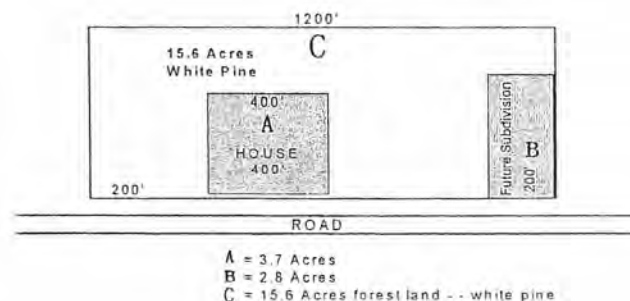 1200'
15.6 Acres
White Pine
C
400'
A
HOUSE
400'
200'
Future Subdivision
200'
B
ROAD
A = 3.7 Acres
B = 2.8 Acres
C = 15.6 Acres forest land -- white pine